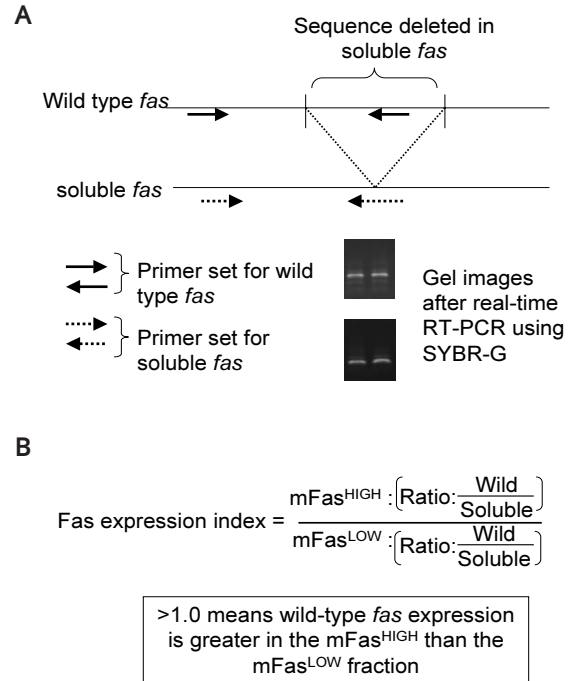 A
Sequence deleted in
soluble fas
Wild type fas
soluble fas
Primer set for wild
type fas
Primer set for
soluble fas
Gel images
after real-time
RT-PCR using
SYBR-G
B
Fas expression index =
mFasHIGH : (Ratio: Wild
Soluble)
mFasLOW : (Ratio: Wild
Soluble)
>1.0 means wild-type fas expression
is greater in the mFasHIGH than the
mFasLOW fraction